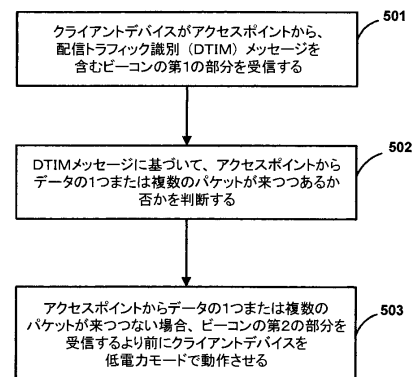 クライアントデバイスがアクセスポイントから、
配信トラフィック識別（DTIM）メッセージを
含むビーコンの第1の部分を受信する
501
DTIMメッセージに基づいて、アクセスポイントから
データの1つまたは複数のパケットが来つつあるか
否かを判断する
502
アクセスポイントからデータの1つまたは複数の
パケットが来つつない場合、ビーコンの第2の部分を
受信するより前にクライアントデバイスを
低電力モードで動作させる
503